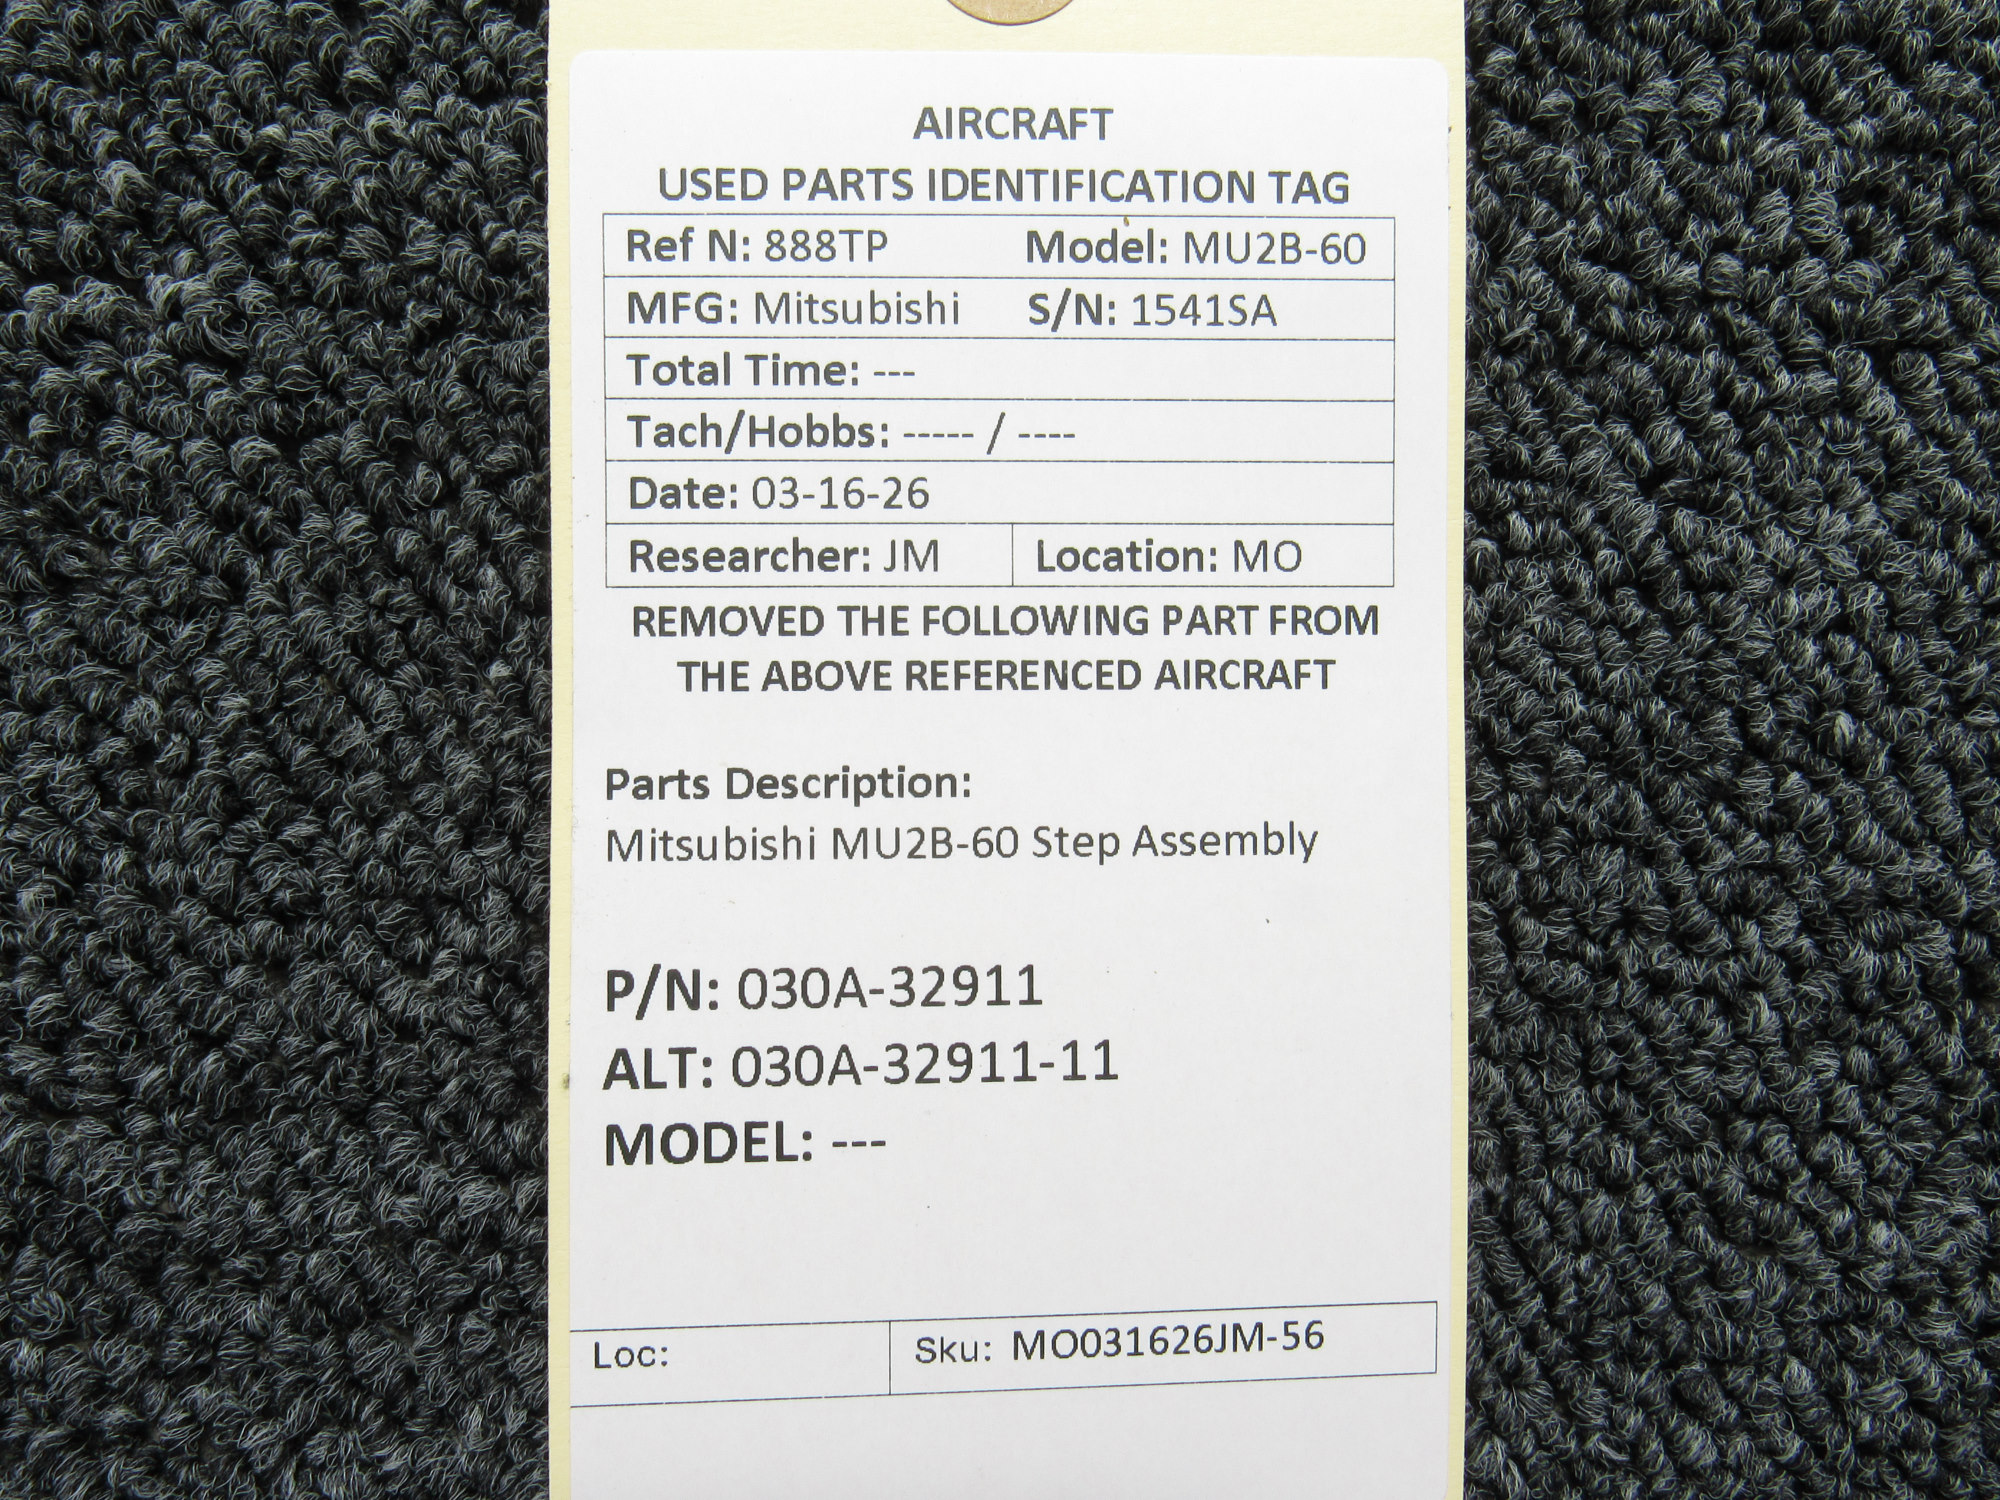 AIRCRAFT
USED PARTS IDENTIFICATION TAG
Ref N: 888TP Model: MU2B-60
MFG: Mitsubishi S/N: 1541SA
Total Time: ---
Tach/Hobbs: ----- / ----
Date: 03-16-26
Researcher: JM Location: MO
REMOVED THE FOLLOWING PART FROM
THE ABOVE REFERENCED AIRCRAFT
Parts Description:
Mitsubishi MU2B-60 Step Assembly
P/N: 030A-32911
ALT: 030A-32911-11
MODEL: ---
Loc: Sku: MO031626JM-56